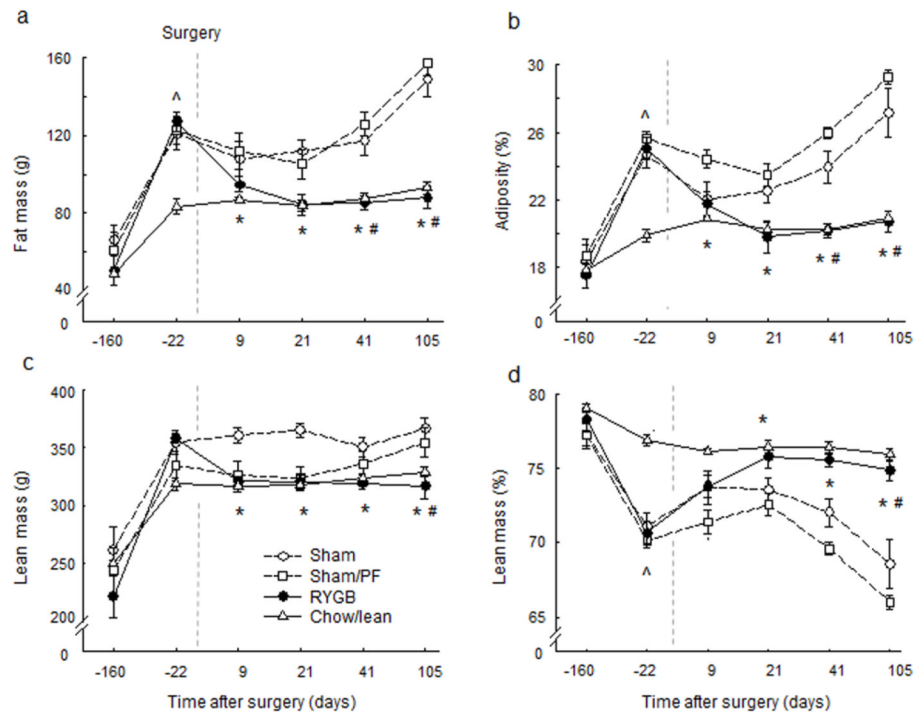 a
Surgery
Fat mass (g)
160
120
80
40
0
^
*
*
* #
* #
-160 -22 9 21 41 105
b
Adiposity (%)
30
26
22
18
0
^
*
*
* #
* #
-160 -22 9 21 41 105
c
Lean mass (g)
400
350
300
250
200
0
*
*
*
* #
Sham
Sham/PF
RYGB
Chow/lean
-160 -22 9 21 41 105
Time after surgery (days)
d
Lean mass (%)
80
75
70
65
0
^
*
*
* #
-160 -22 9 21 41 105
Time after surgery (days)